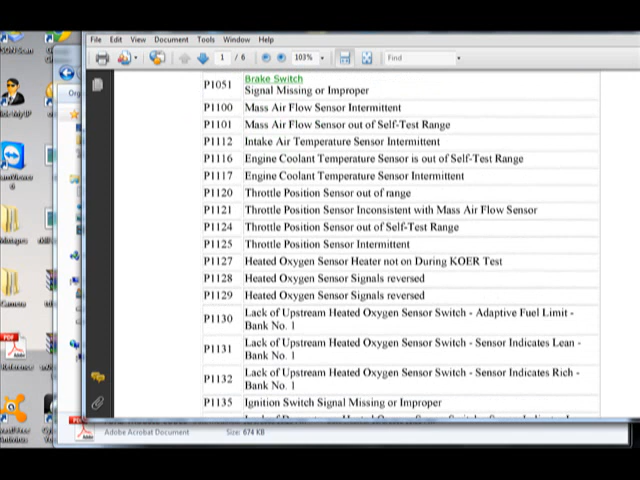 File Edit View Document Tools Window Help
1 / 6 103% Find
P1051 Brake Switch
Signal Missing or Improper
P1100 Mass Air Flow Sensor Intermittent
P1101 Mass Air Flow Sensor out of Self-Test Range
P1112 Intake Air Temperature Sensor Intermittent
P1116 Engine Coolant Temperature Sensor is out of Self-Test Range
P1117 Engine Coolant Temperature Sensor Intermittent
P1120 Throttle Position Sensor out of range
P1121 Throttle Position Sensor Inconsistent with Mass Air Flow Sensor
P1124 Throttle Position Sensor out of Self-Test Range
P1125 Throttle Position Sensor Intermittent
P1127 Heated Oxygen Sensor Heater not on During KOER Test
P1128 Heated Oxygen Sensor Signals reversed
P1129 Heated Oxygen Sensor Signals reversed
P1130 Lack of Upstream Heated Oxygen Sensor Switch - Adaptive Fuel Limit -
Bank No. 1
P1131 Lack of Upstream Heated Oxygen Sensor Switch - Sensor Indicates Lean -
Bank No. 1
P1132 Lack of Upstream Heated Oxygen Sensor Switch - Sensor Indicates Rich -
Bank No. 1
P1135 Ignition Switch Signal Missing or Improper
Adobe Acrobat Document Size: 674 KB
Org
Camera
PDF